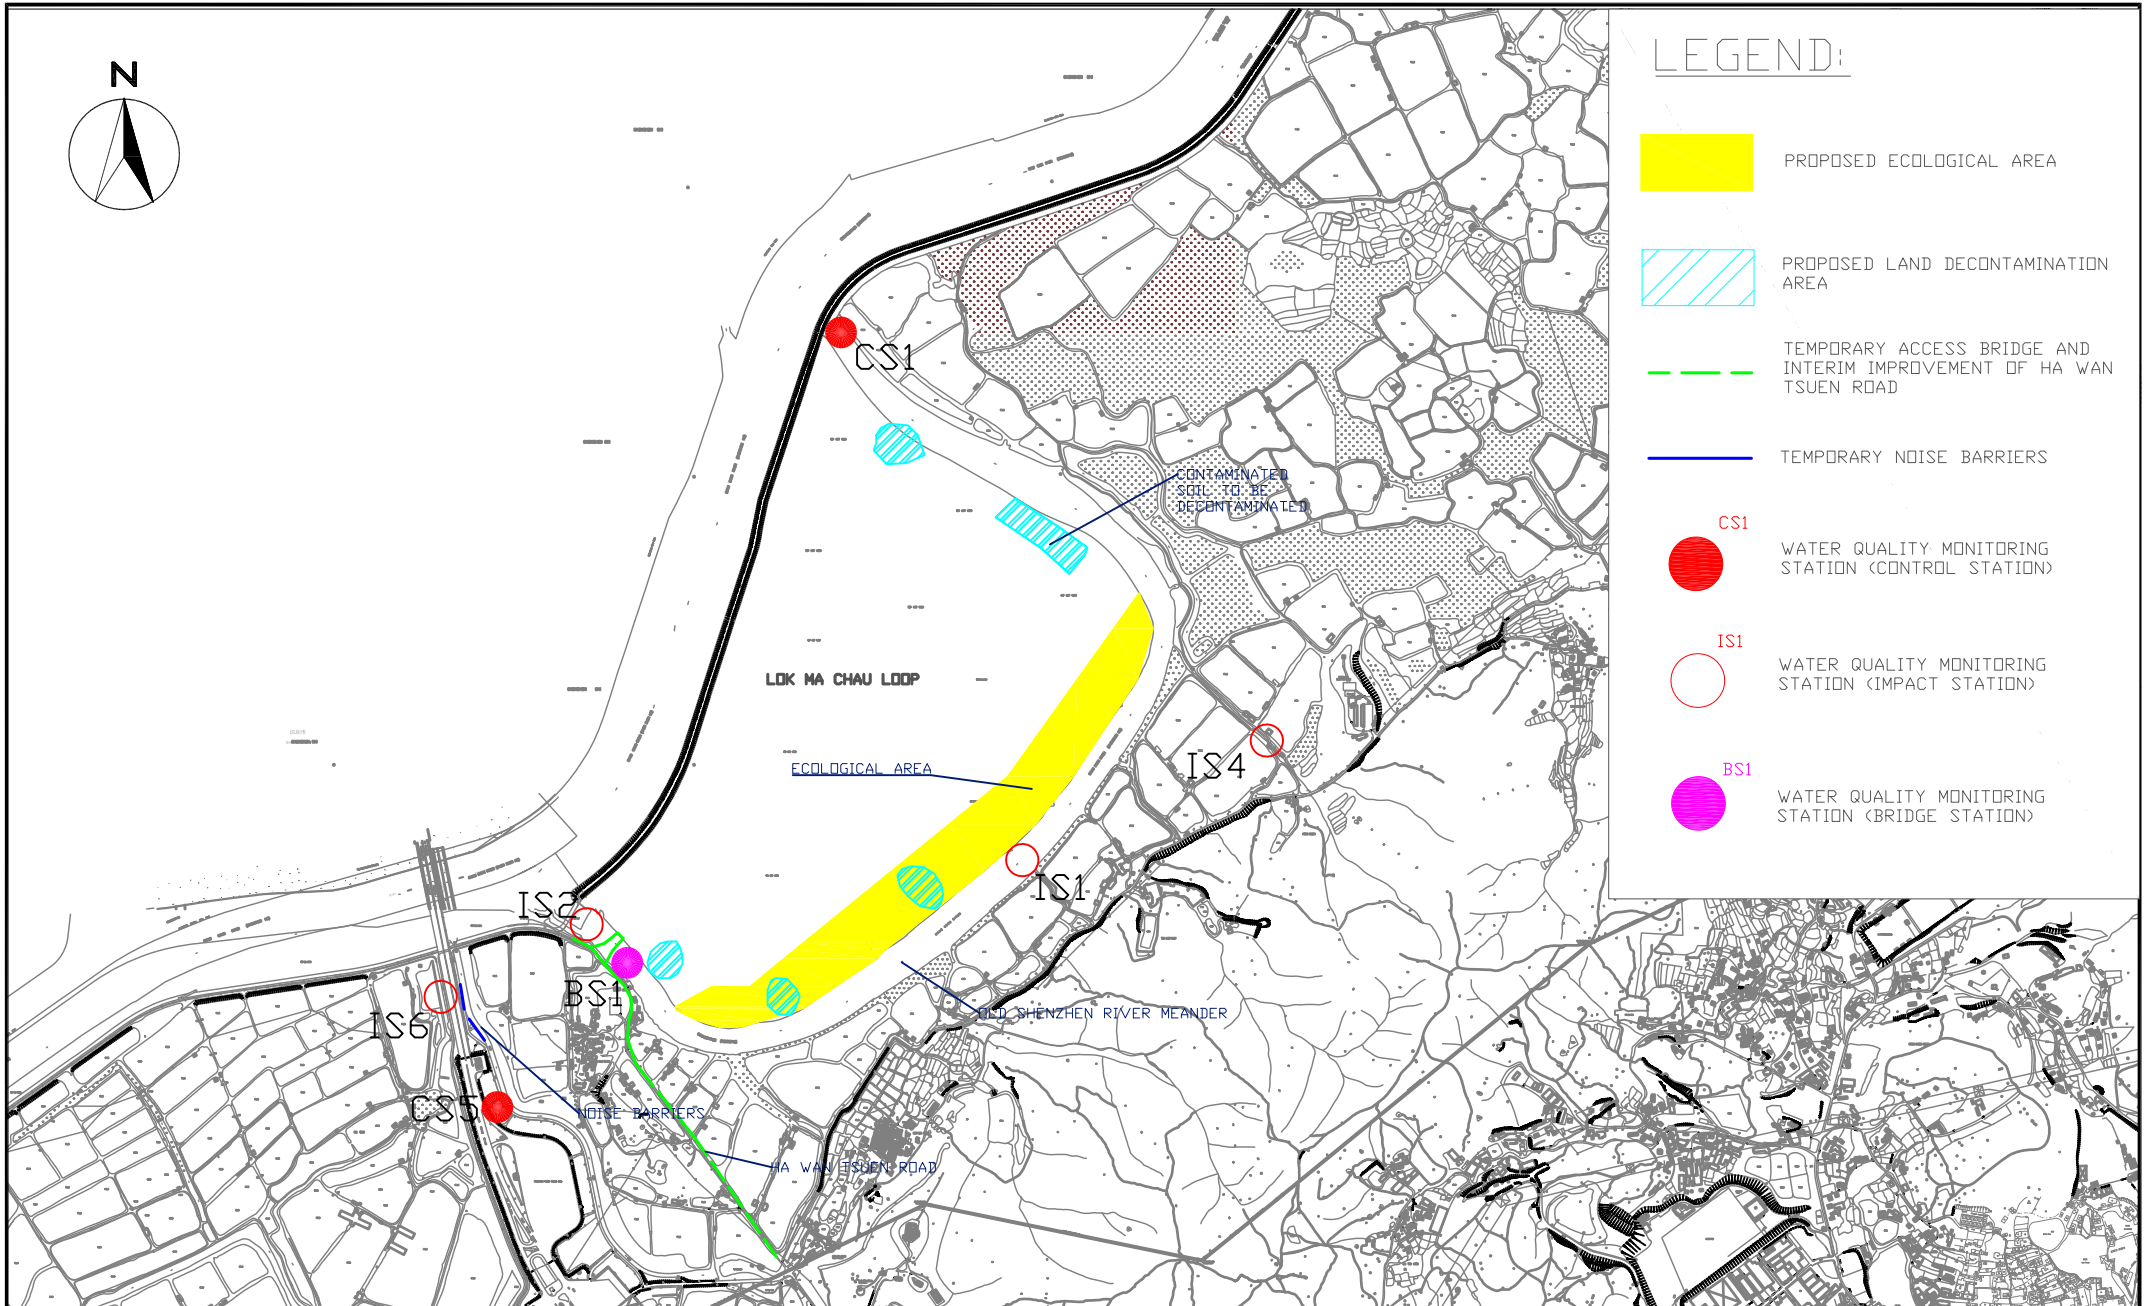 N
LEGEND:
PROPOSED ECOLOGICAL AREA
PROPOSED LAND DECONTAMINATION
AREA
TEMPORARY ACCESS BRIDGE AND
INTERIM IMPROVEMENT OF HA WAN
TSUEN ROAD
TEMPORARY NOISE BARRIERS
CS1
WATER QUALITY MONITORING
STATION (CONTROL STATION)
IS1
WATER QUALITY MONITORING
STATION (IMPACT STATION)
BS1
WATER QUALITY MONITORING
STATION (BRIDGE STATION)
CS1
CONTAMINATED
SOIL TO BE
DECONTAMINATED
LOK MA CHAU LOOP
ECOLOGICAL AREA
IS4
IS1
IS2
BS1
IS6
OLD SHENZHEN RIVER MEANDER
CS5
NOISE BARRIERS
HA WAN TSUEN ROAD